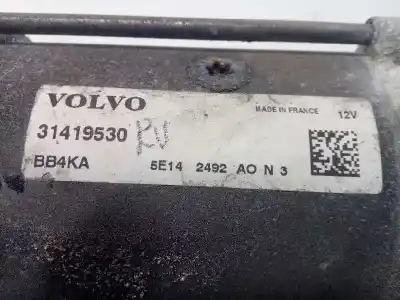 VOLVO MADE IN FRANCE 12V
31419530
BB4KA 5E14 2492 AO N 3